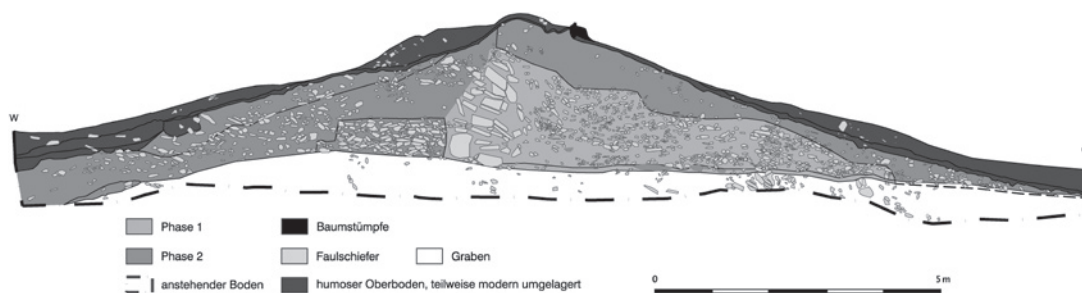 W
Phase 1
Baumstümpfe
Phase 2
Faulschiefer
Graben
anstehender Boden
humoser Oberboden, teilweise modern umgelagert
0
5 m